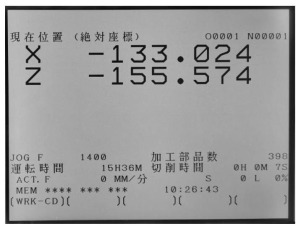 現在位置 (絶対座標) O0001 N00001
X -133.024
Z -155.574
JOG F 1400 加工部品数 398
運転時間 15H36M 切削時間 0H 0M 7S
ACT.F 0 MM/分 S 0 L 0%
MEM **** *** *** 10:26:43
(WRK-CD)( )( )( )( )